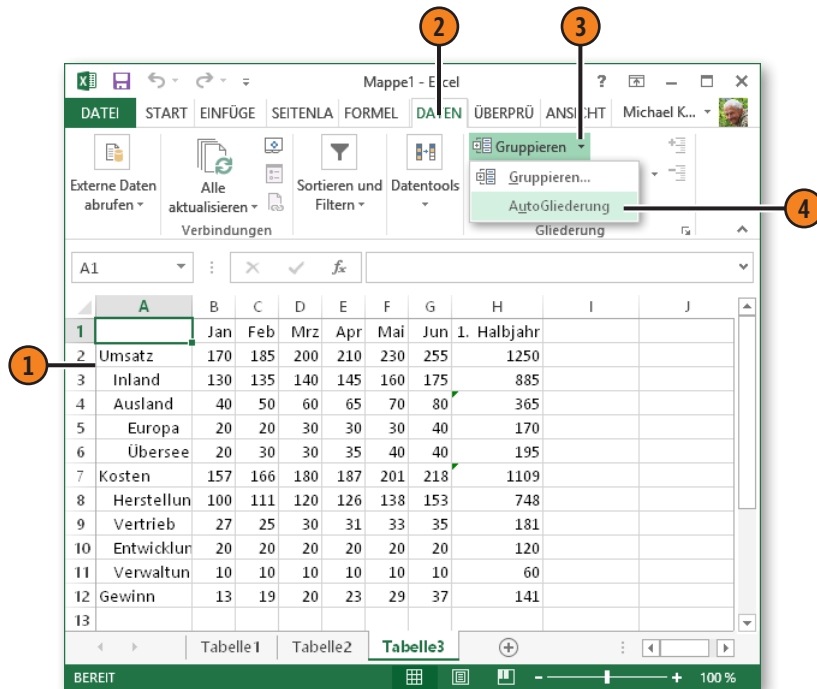 2 3
Mappe1 - Excel ?
DATEI START EINFÜGE SEITENLA FORMEL DATEN ÜBERPRÜ ANSICHT Michael K...
Gruppieren
Externe Daten abrufen
Alle aktualisieren
Sortieren und Filtern
Datentools
Gruppieren...
AutoGliederung 4
Verbindungen Gliederung
A1 fx
A B C D E F G H I J
1 Jan Feb Mrz Apr Mai Jun 1. Halbjahr
1
2 Umsatz 170 185 200 210 230 255 1250
3 Inland 130 135 140 145 160 175 885
4 Ausland 40 50 60 65 70 80 365
5 Europa 20 20 30 30 30 40 170
6 Übersee 20 30 30 35 40 40 195
7 Kosten 157 166 180 187 201 218 1109
8 Herstellun 100 111 120 126 138 153 748
9 Vertrieb 27 25 30 31 33 35 181
10 Entwicklun 20 20 20 20 20 20 120
11 Verwaltun 10 10 10 10 10 10 60
12 Gewinn 13 19 20 23 29 37 141
13
Tabelle1 Tabelle2 Tabelle3
BEREIT - + 100 %